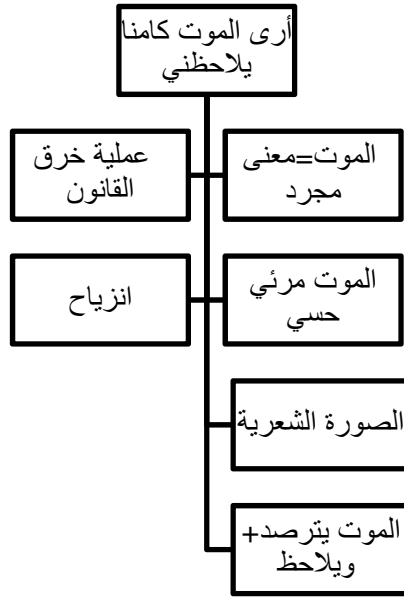 أرى الموت كامنا
يلاحظني
الموت=معنى
مجرد
عملية خرق
القانون
الموت مرئي
حسي
انزياح
الصورة الشعرية
الموت يترصد+
ويلاحظ